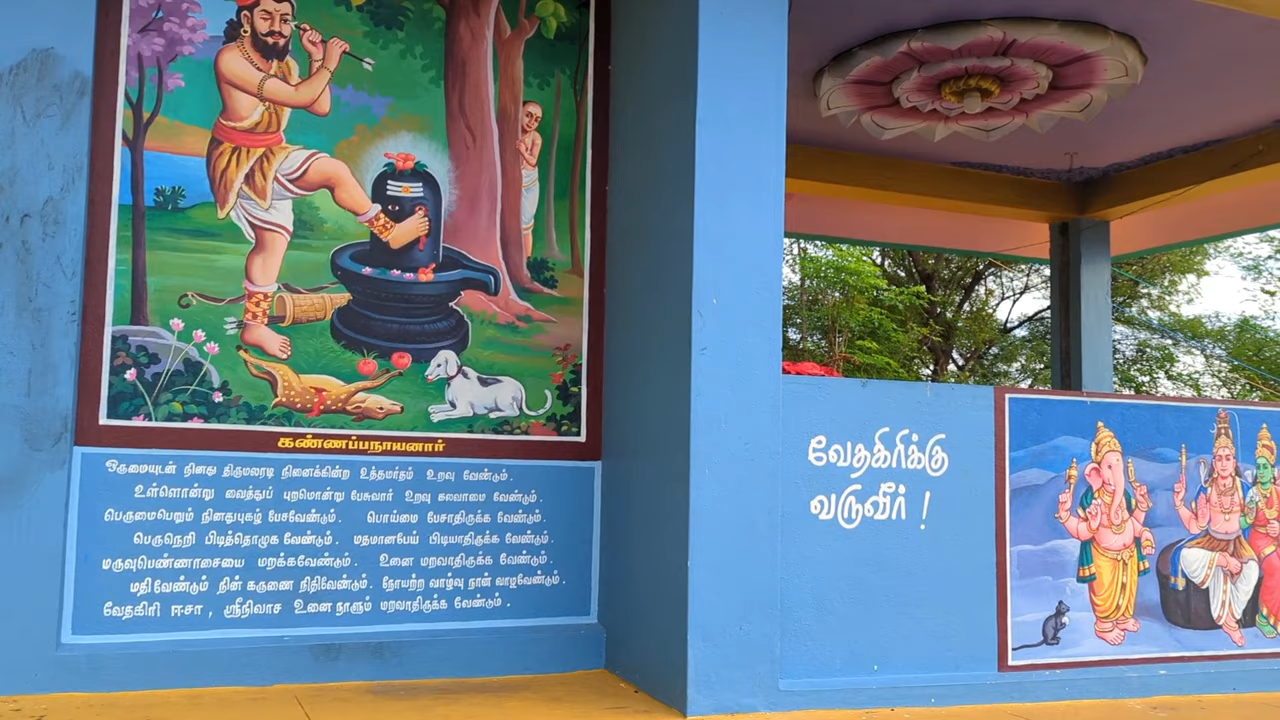 கண்ணப்பநாயனார்
ஒருமையுடன் நினது திருமலரடி நினைக்கின்ற உத்தமர்தம் உறவு வேண்டும்.
உள்ளொன்று வைத்துப் புறமொன்று பேசுவார் உறவு கலவாமை வேண்டும்.
பெருமைபெறும் நினதுபுகழ் பேசவேண்டும். பொய்மை பேசாதிருக்க வேண்டும்.
பெருநெறி பிடித்தொழுக வேண்டும். மதமானபேய் பிடியாதிருக்க வேண்டும்.
மருவுபெண்ணாசையை மறக்கவேண்டும். உனை மறவாதிருக்க வேண்டும்.
மதி வேண்டும் நின் கருணை நிதிவேண்டும். நோயற்ற வாழ்வு நான் வாழவேண்டும்.
வேதகிரி ஈசா, ஸ்ரீநிவாச உனை நாளும் மறவாதிருக்க வேண்டும்.
வேதகிரிக்கு
வருவீர் !